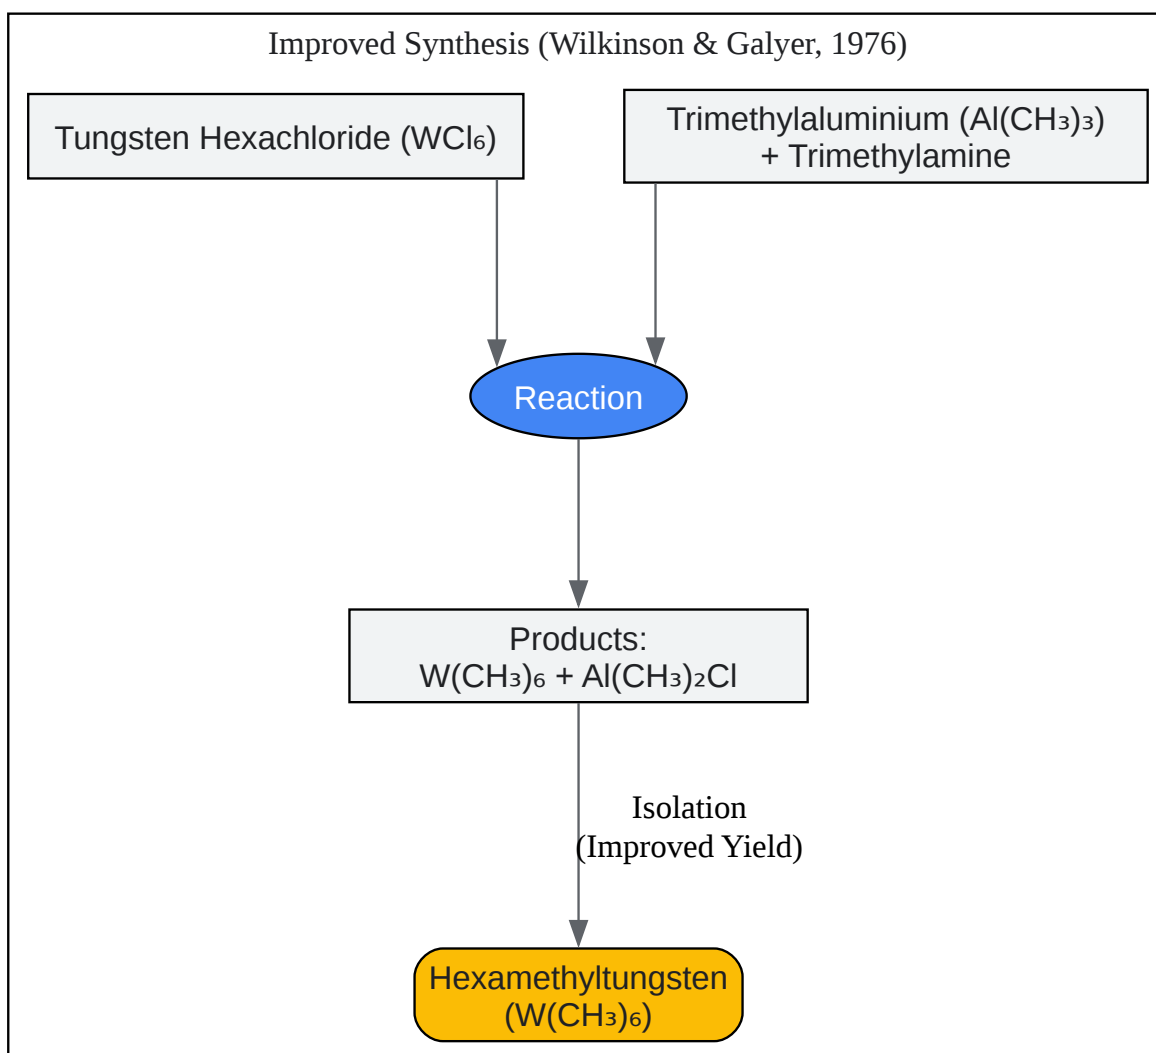 Improved Synthesis (Wilkinson & Galyer, 1976)
Tungsten Hexachloride (WCl₆)
Trimethylaluminium (Al(CH₃)₃)
+ Trimethylamine
Reaction
Products:
W(CH₃)₆ + Al(CH₃)₂Cl
Isolation
(Improved Yield)
Hexamethyltungsten
(W(CH₃)₆)